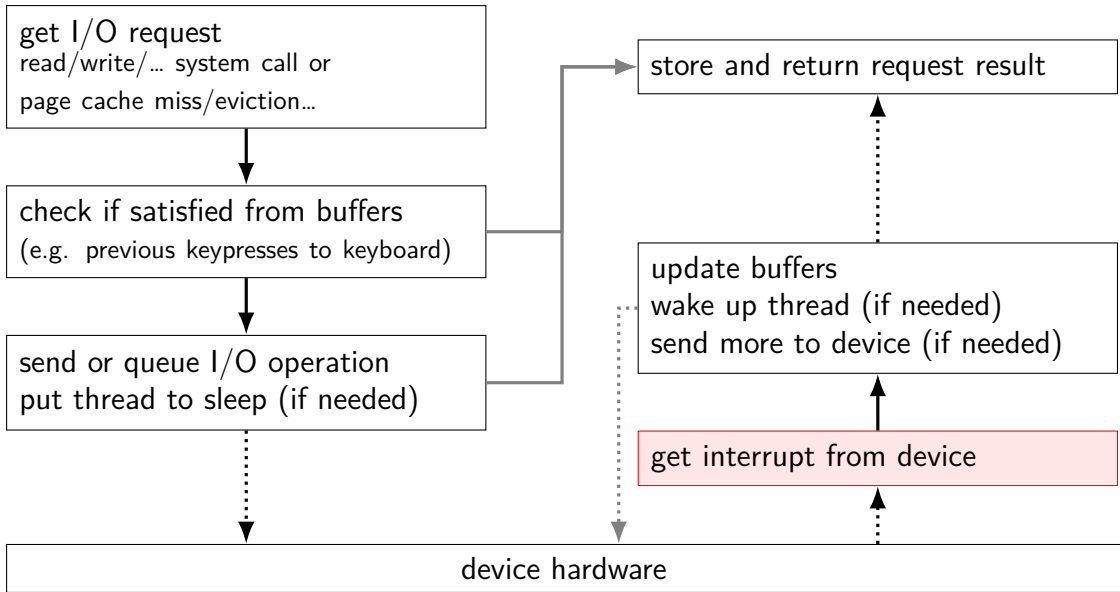 get I/O request
read/write/… system call or
page cache miss/eviction…
check if satisfied from buffers
(e.g. previous keypresses to keyboard)
send or queue I/O operation
put thread to sleep (if needed)
store and return request result
update buffers
wake up thread (if needed)
send more to device (if needed)
get interrupt from device
device hardware